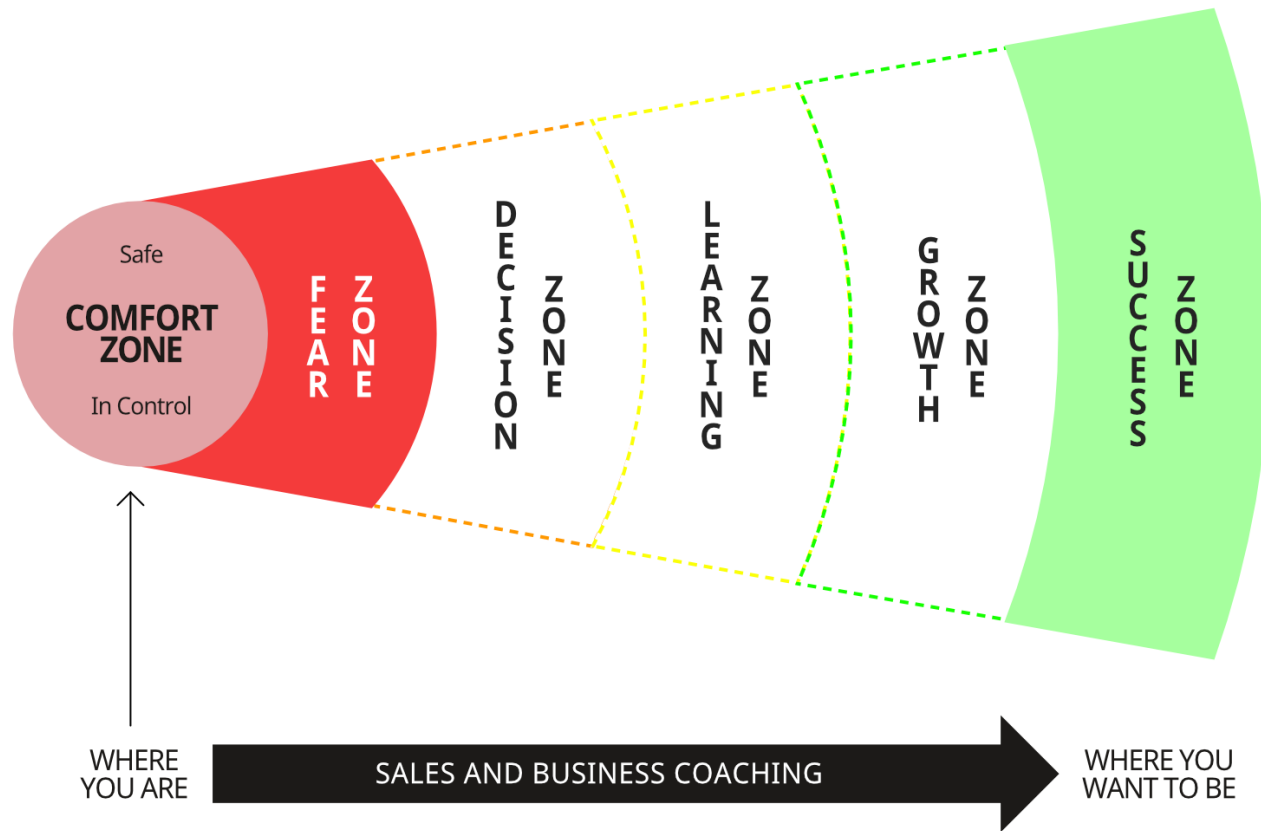 Safe
COMFORT
ZONE
In Control
FEAR
ZONE
DECISION
ZONE
LEARNING
ZONE
GROWTH
ZONE
SUCCESS
ZONE
WHERE
YOU ARE
SALES AND BUSINESS COACHING
WHERE YOU
WANT TO BE